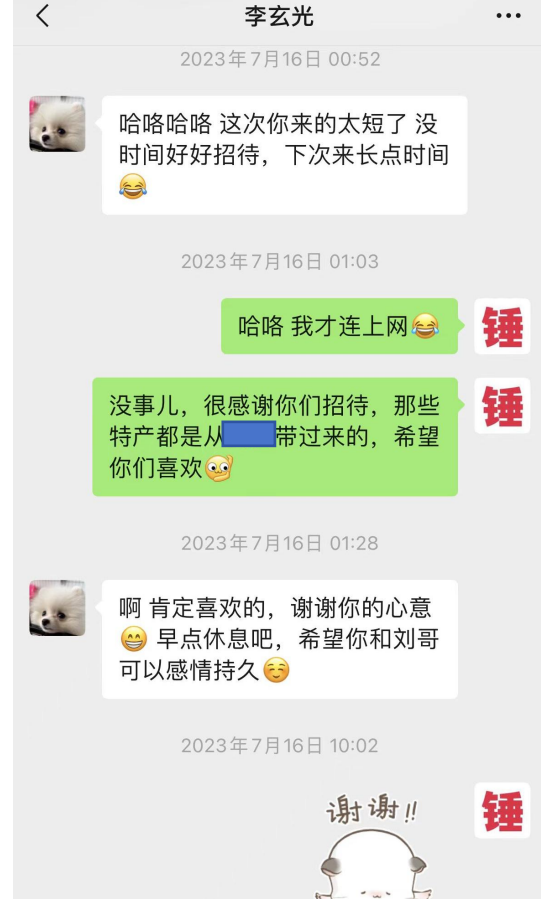 李玄光
2023年7月16日 00:52
哈咯哈咯 这次你来的太短了 没
时间好好招待，下次来长点时间
😂
2023年7月16日 01:03
哈咯 我才连上网😂
锤
没事儿，很感谢你们招待，那些
锤
特产都是从带过来的，希望
你们喜欢🫣
2023年7月16日 01:28
啊 肯定喜欢的，谢谢你的心意
😁 早点休息吧，希望你和刘哥
可以感情持久☺️
2023年7月16日 10:02
锤
谢谢!!